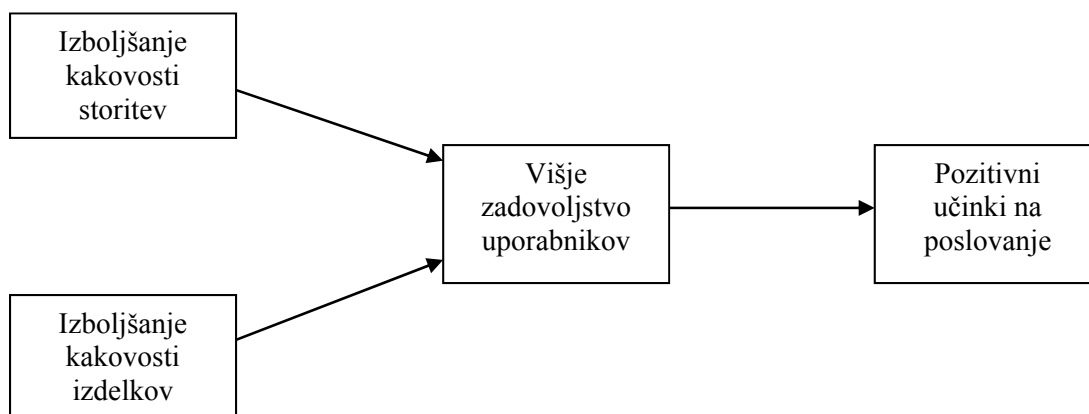 Izboljšanje
kakovosti
storitev
Višje
zadovoljstvo
uporabnikov
Pozitivni
učinki na
poslovanje
Izboljšanje
kakovosti
izdelkov